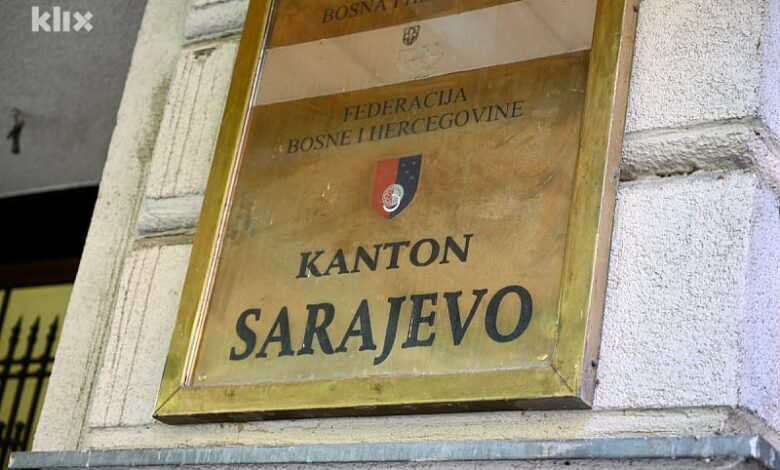 klix
BOSNA I HE
FEDERACIJA
BOSNE I HERCEGOVINE
KANTON
SARAJEVO